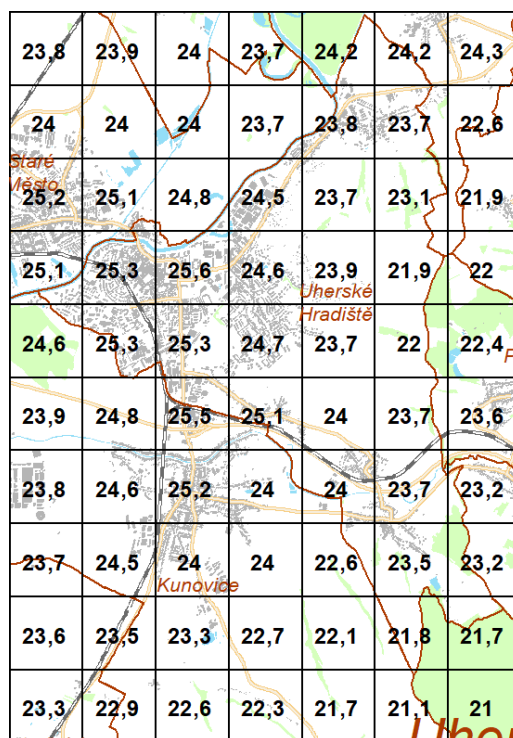 23,8 23,9 24 23,7 24,2 24,2 24,3
24 24 24 23,7 23,8 23,7 22,6
Staré
Město
25,2 25,1 24,8 24,5 23,7 23,1 21,9
25,1 25,3 25,6 24,6 23,9 21,9 22
Uherské
Hradiště
24,6 25,3 25,3 24,7 23,7 22 22,4
P
23,9 24,8 25,5 25,1 24 23,7 23,6
23,8 24,6 25,2 24 24 23,7 23,2
23,7 24,5 24 24 22,6 23,5 23,2
Kunovice
23,6 23,5 23,3 22,7 22,1 21,8 21,7
23,3 22,9 22,6 22,3 21,7 21,1 21
Uher